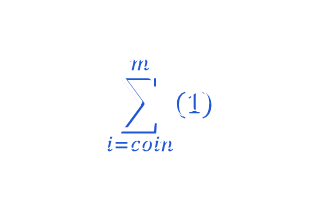 m
∑ (1)
i=coin